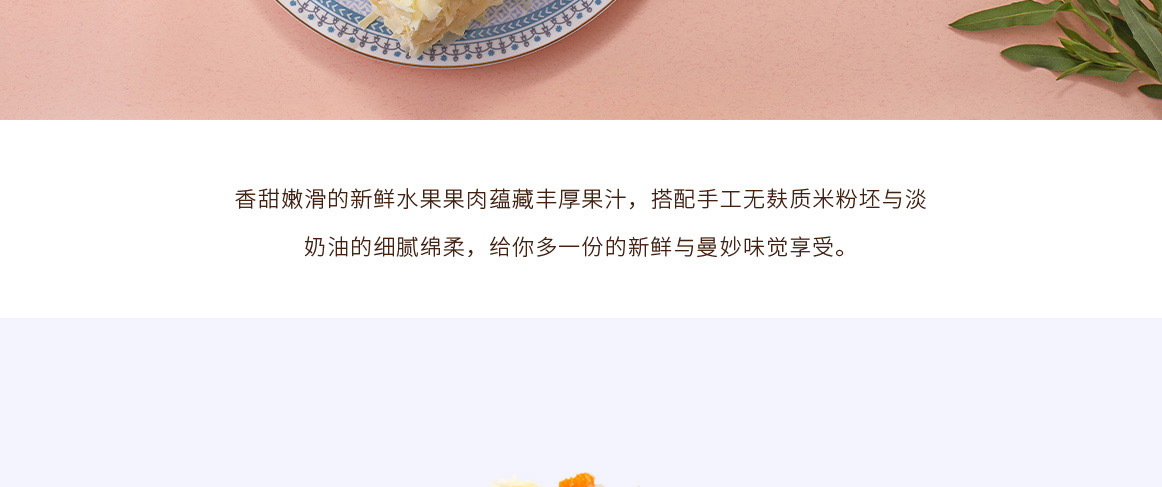 香甜嫩滑的新鲜水果果肉蕴藏丰厚果汁，搭配手工无麸质米粉坯与淡
奶油的细腻绵柔，给你多一份的新鲜与曼妙味觉享受。